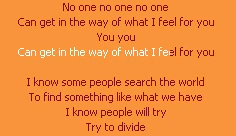 No one no one no one
Can get in the way of what I feel for you
You you
Can get in the way of what I feel for you
I know some people search the world
To find something like what we have
I know people will try
Try to divide